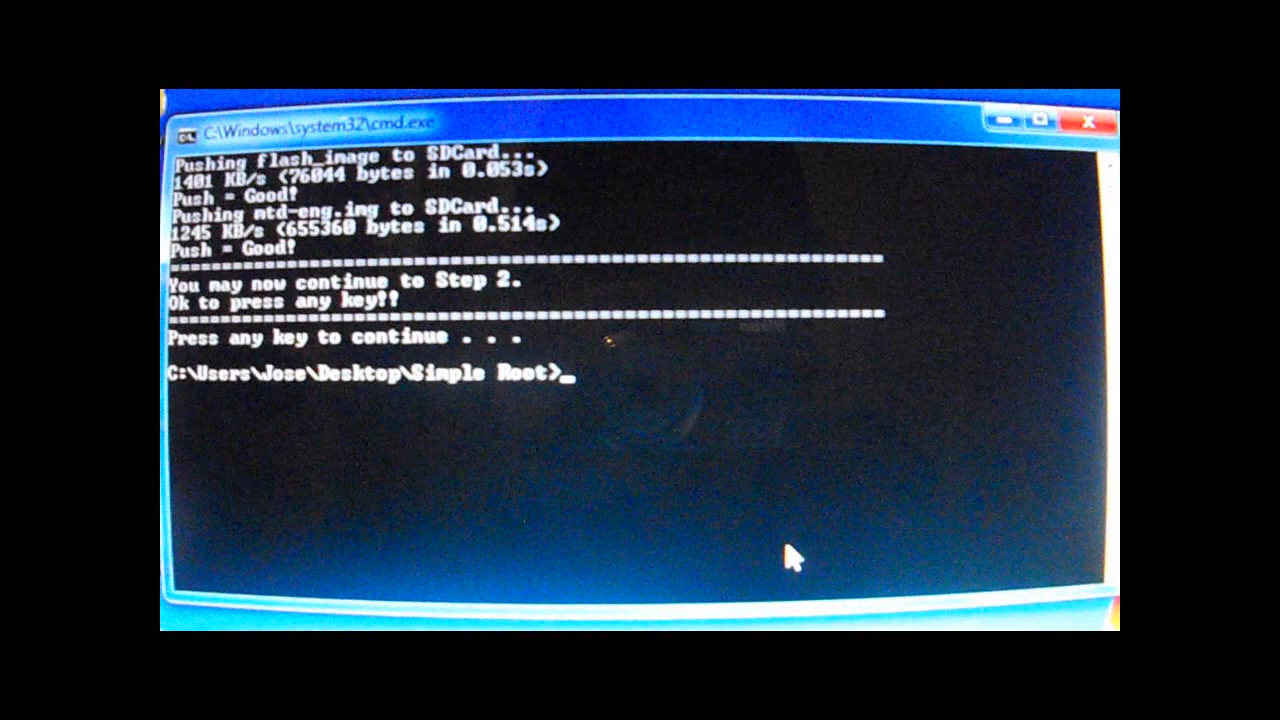 C:\Windows\system32\cmd.exe
Pushing flash_image to SDCard...
1401 KB/s (76044 bytes in 0.053s)
Push = Good!
Pushing mtd-eng.img to SDCard...
1245 KB/s (655360 bytes in 0.514s)
Push = Good!
=====================================================================
You may now continue to Step 2.
Ok to press any key!!
=====================================================================
Press any key to continue . . .
C:\Users\Jose\Desktop\Simple Root>_